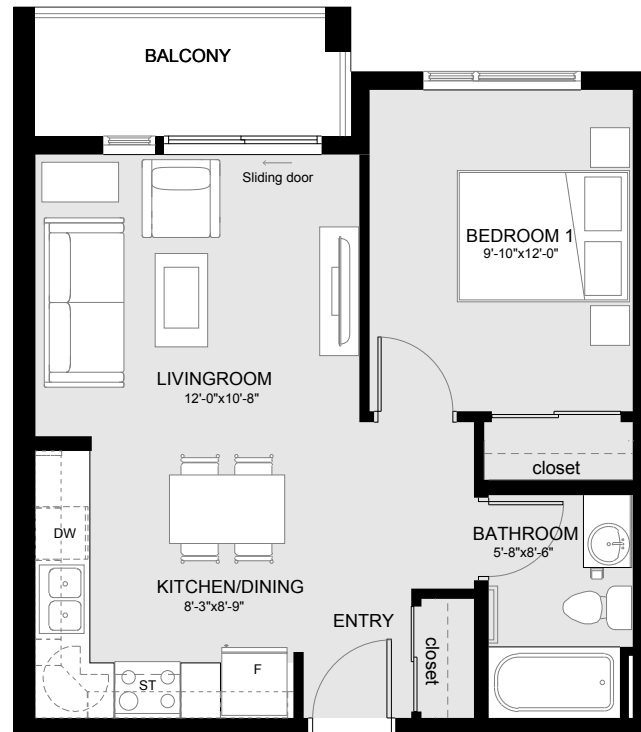 BALCONY
Sliding door
BEDROOM 1
9'-10"x12'-0"
LIVINGROOM
12'-0"x10'-8"
closet
DW
BATHROOM
5'-8"x8'-6"
KITCHEN/DINING
8'-3"x8'-9"
ENTRY
closet
F
ST